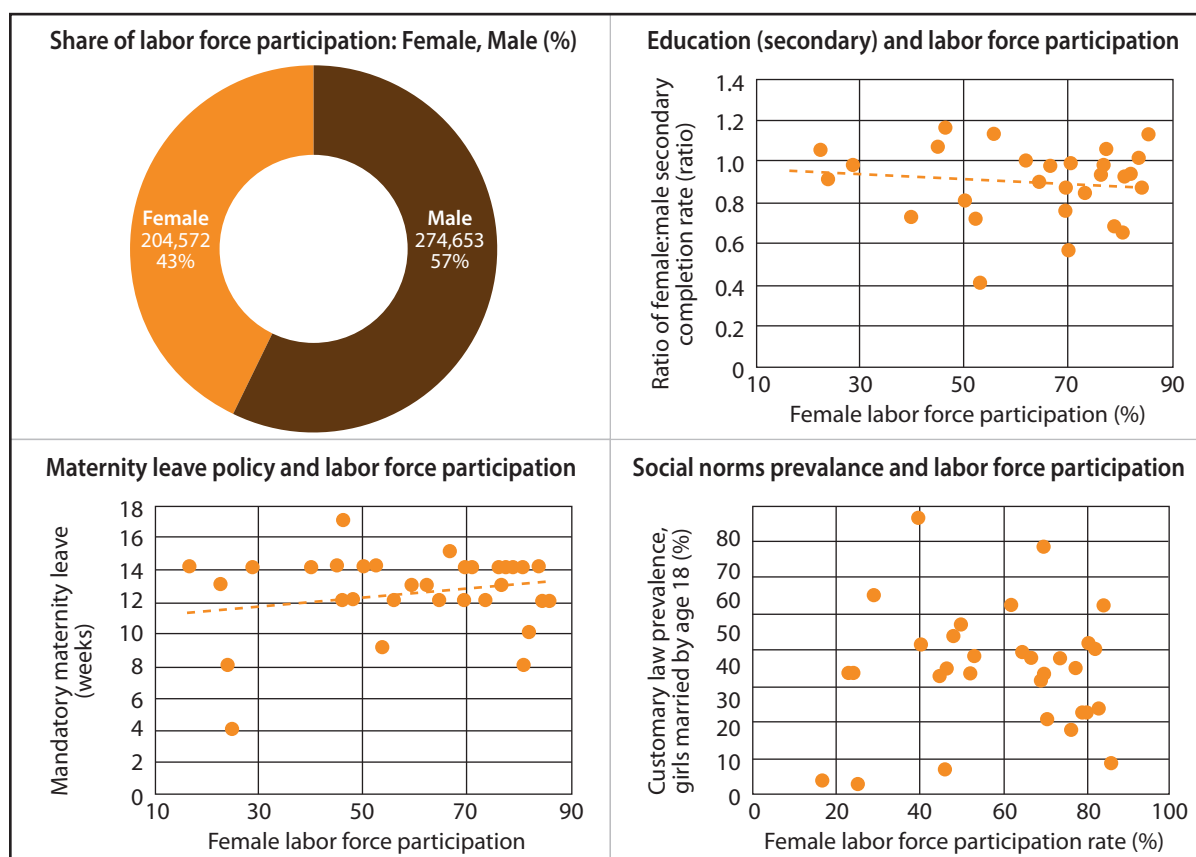 Share of labor force participation: Female, Male (%)
Female
204,572
43%
Male
274,653
57%
Education (secondary) and labor force participation
Ratio of female:male secondary
completion rate (ratio)
1.4
1.2
1.0
0.8
0.6
0.4
0.2
0
10 30 50 70 90
Female labor force participation (%)
Maternity leave policy and labor force participation
Mandatory maternity leave
(weeks)
18
16
14
12
10
8
6
4
2
0
10 30 50 70 90
Female labor force participation
Social norms prevalance and labor force participation
Customary law prevalence,
girls married by age 18 (%)
80
70
60
50
40
30
20
10
0
0 20 40 60 80 100
Female labor force participation rate (%)